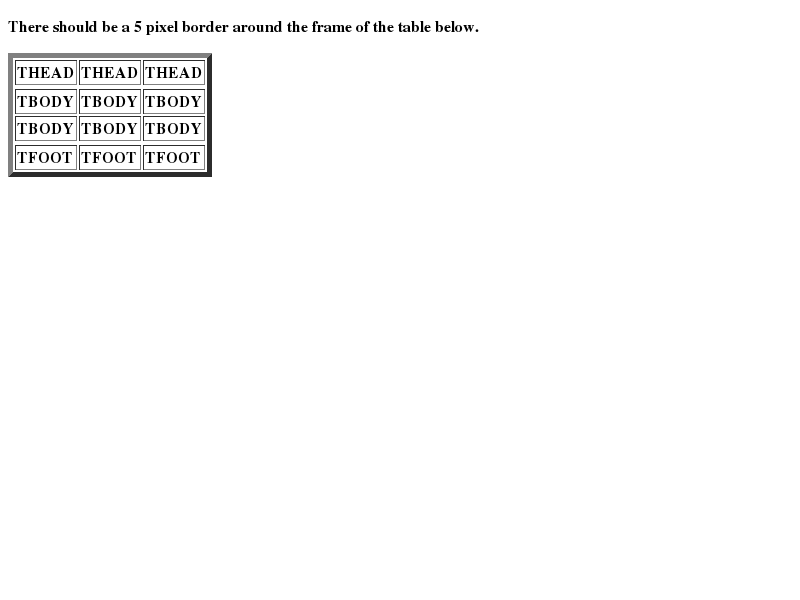 There should be a 5 pixel border around the frame of the table below.
THEAD THEAD THEAD
TBODY TBODY TBODY
TBODY TBODY TBODY
TFOOT TFOOT TFOOT